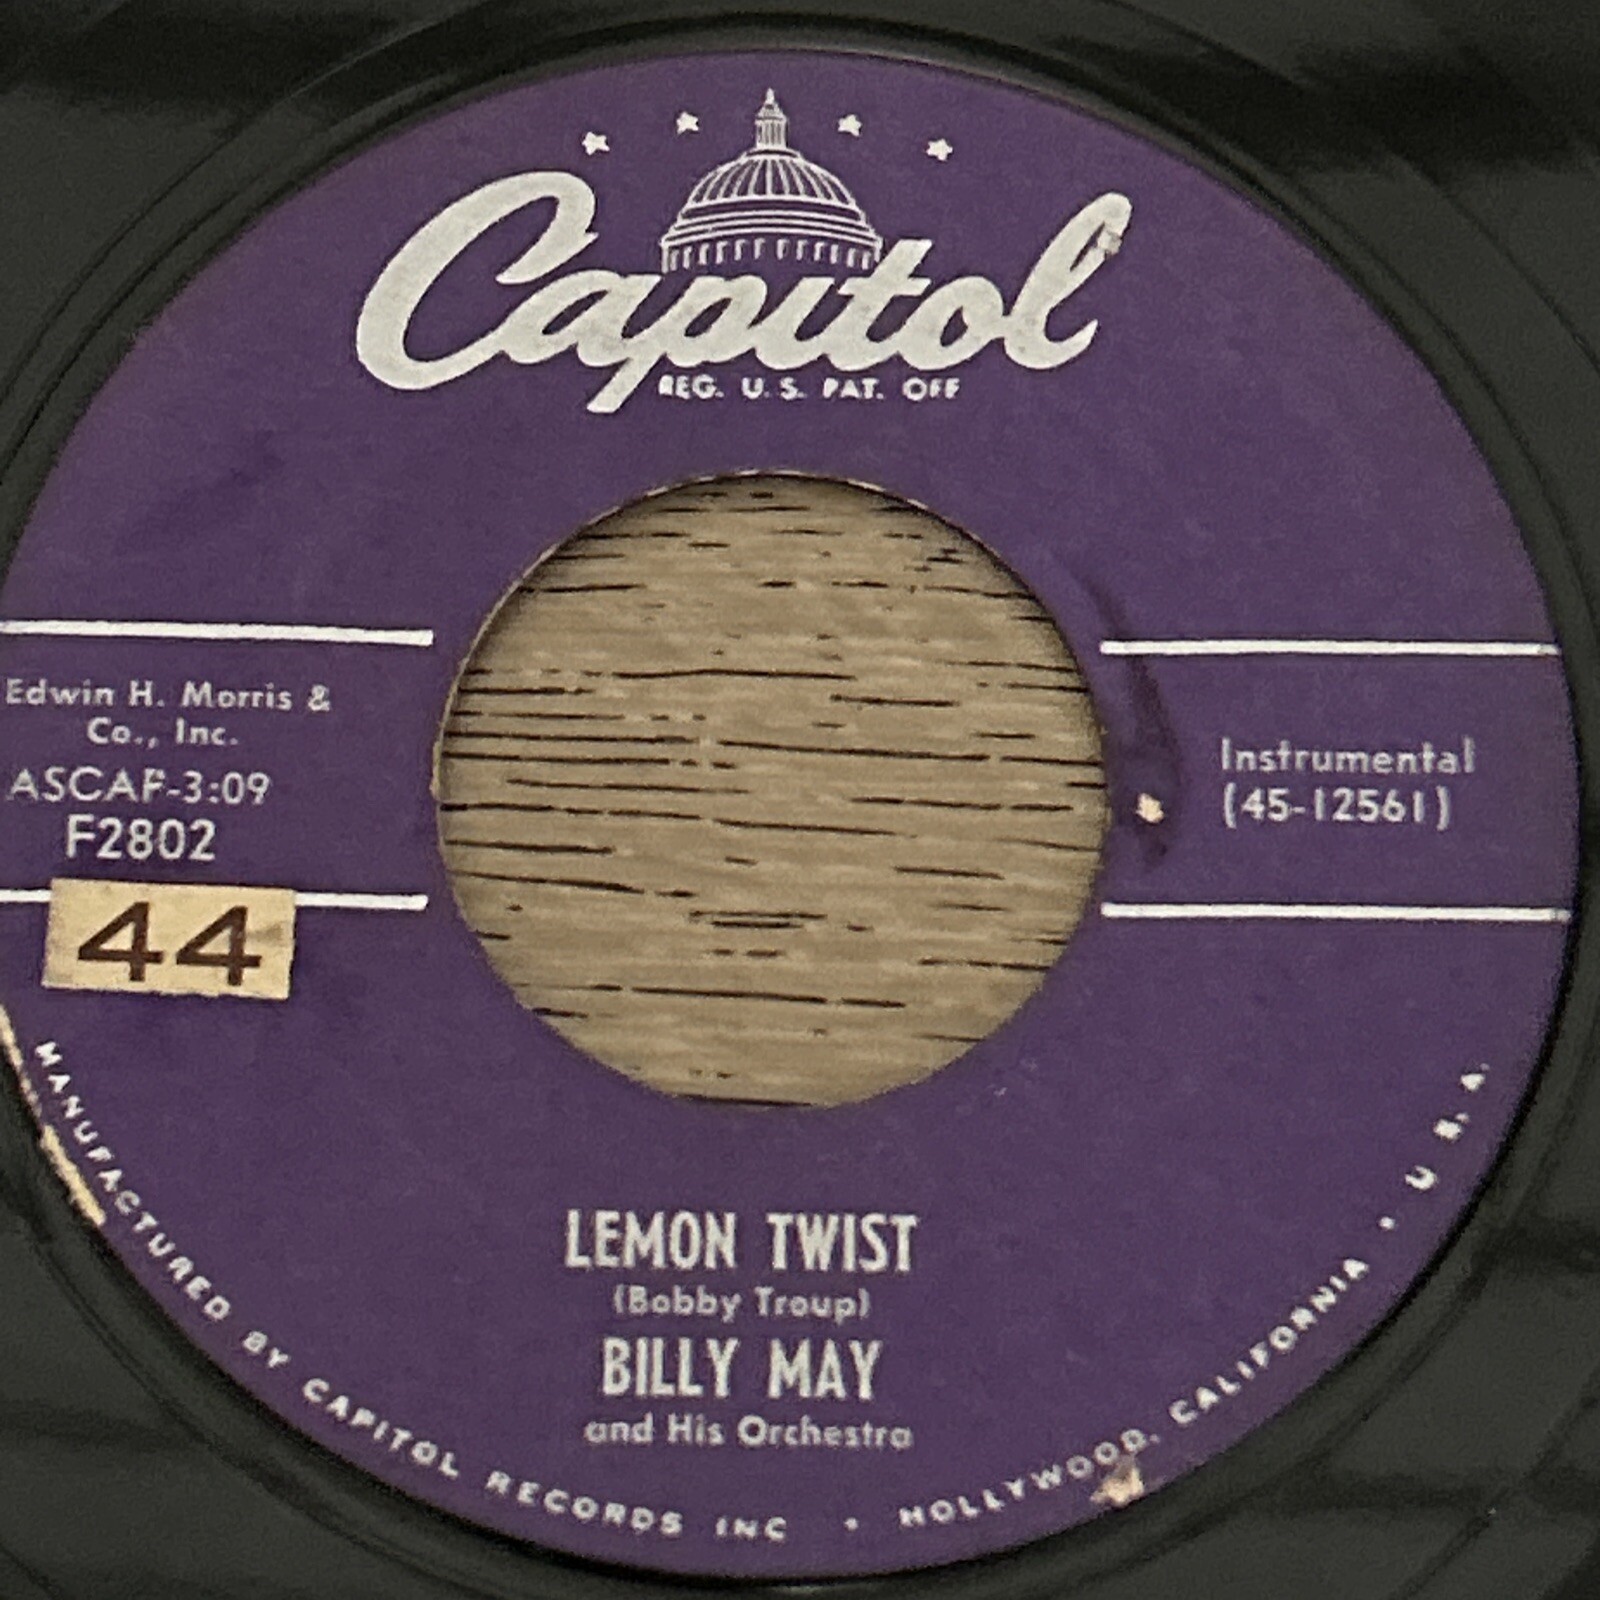 Capitol
REG. U. S. PAT. OFF
Edwin H. Morris &
Co., Inc.
ASCAP-3:09
F2802
44
Instrumental
(45-12561)
LEMON TWIST
(Bobby Troup)
BILLY MAY
and His Orchestra
MANUFACTURED BY CAPITOL RECORDS INC • HOLLYWOOD, CALIFORNIA • U. S. A.